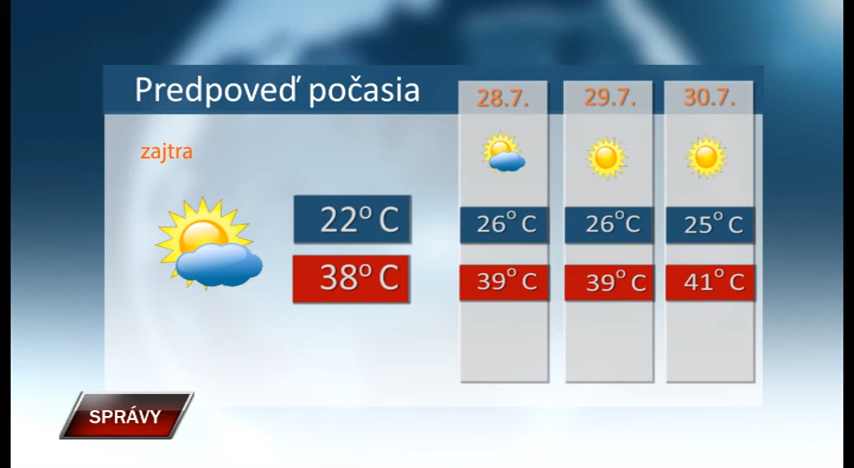 Predpoveď počasia
zajtra
22° C
38° C
28.7.
26° C
39° C
29.7.
26°C
39° C
30.7.
25° C
41° C
SPRÁVY